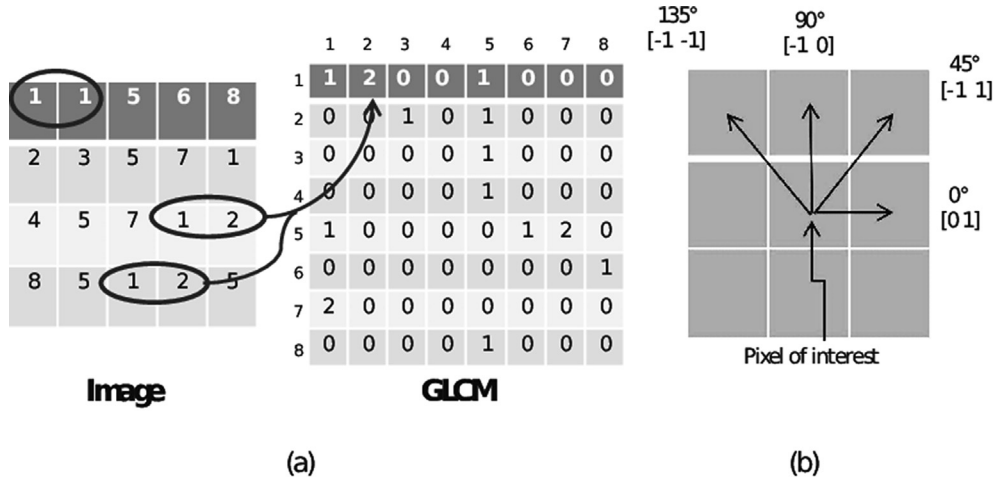 1 1 5 6 8
2 3 5 7 1
4 5 7 1 2
8 5 1 2 5
Image
1 2 3 4 5 6 7 8
1 1 2 0 0 1 0 0 0
2 0 0 1 0 1 0 0 0
3 0 0 0 0 1 0 0 0
4 0 0 0 0 1 0 0 0
5 1 0 0 0 0 1 2 0
6 0 0 0 0 0 0 0 1
7 2 0 0 0 0 0 0 0
8 0 0 0 0 1 0 0 0
GLCM
(a)
135°
[-1 -1]
90°
[-1 0]
45°
[-1 1]
0°
[0 1]
Pixel of interest
(b)